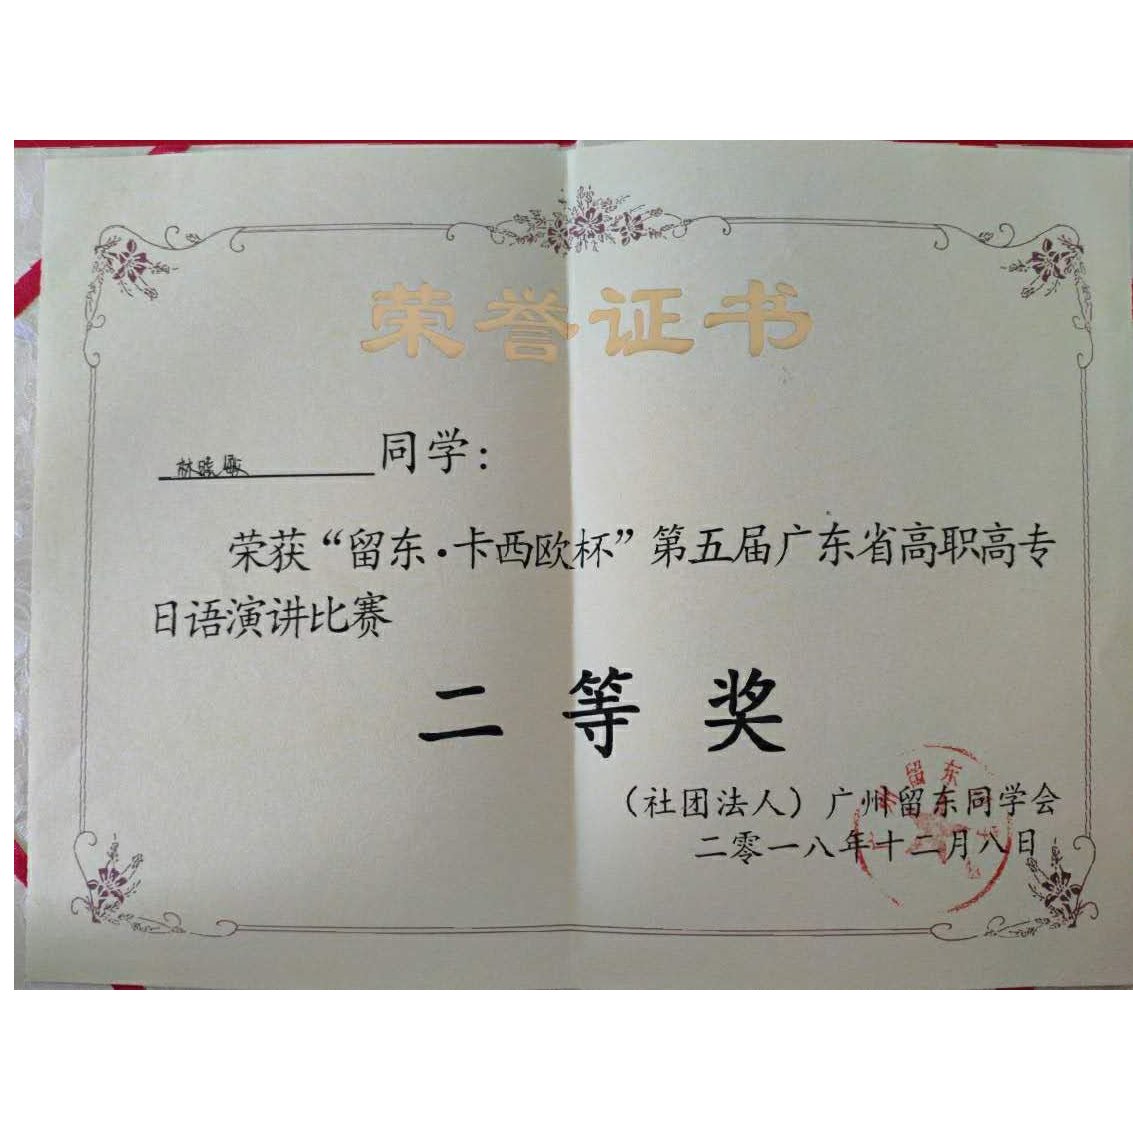 荣誉证书
林晓敏 同学：
荣获“留东·卡西欧杯”第五届广东省高职高专
日语演讲比赛
二等奖
（社团法人）广州留东同学会
二零一八年十二月八日
留东